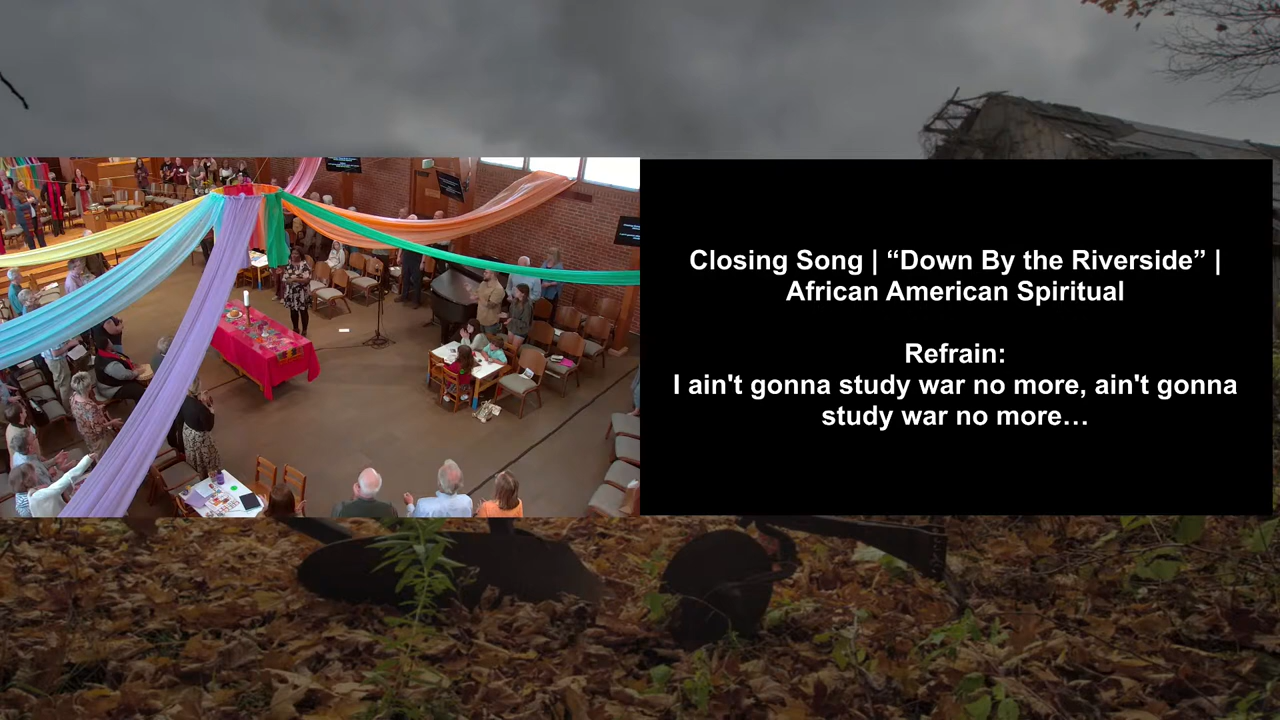 Closing Song | “Down By the Riverside” |
African American Spiritual
Refrain:
I ain't gonna study war no more, ain't gonna
study war no more…